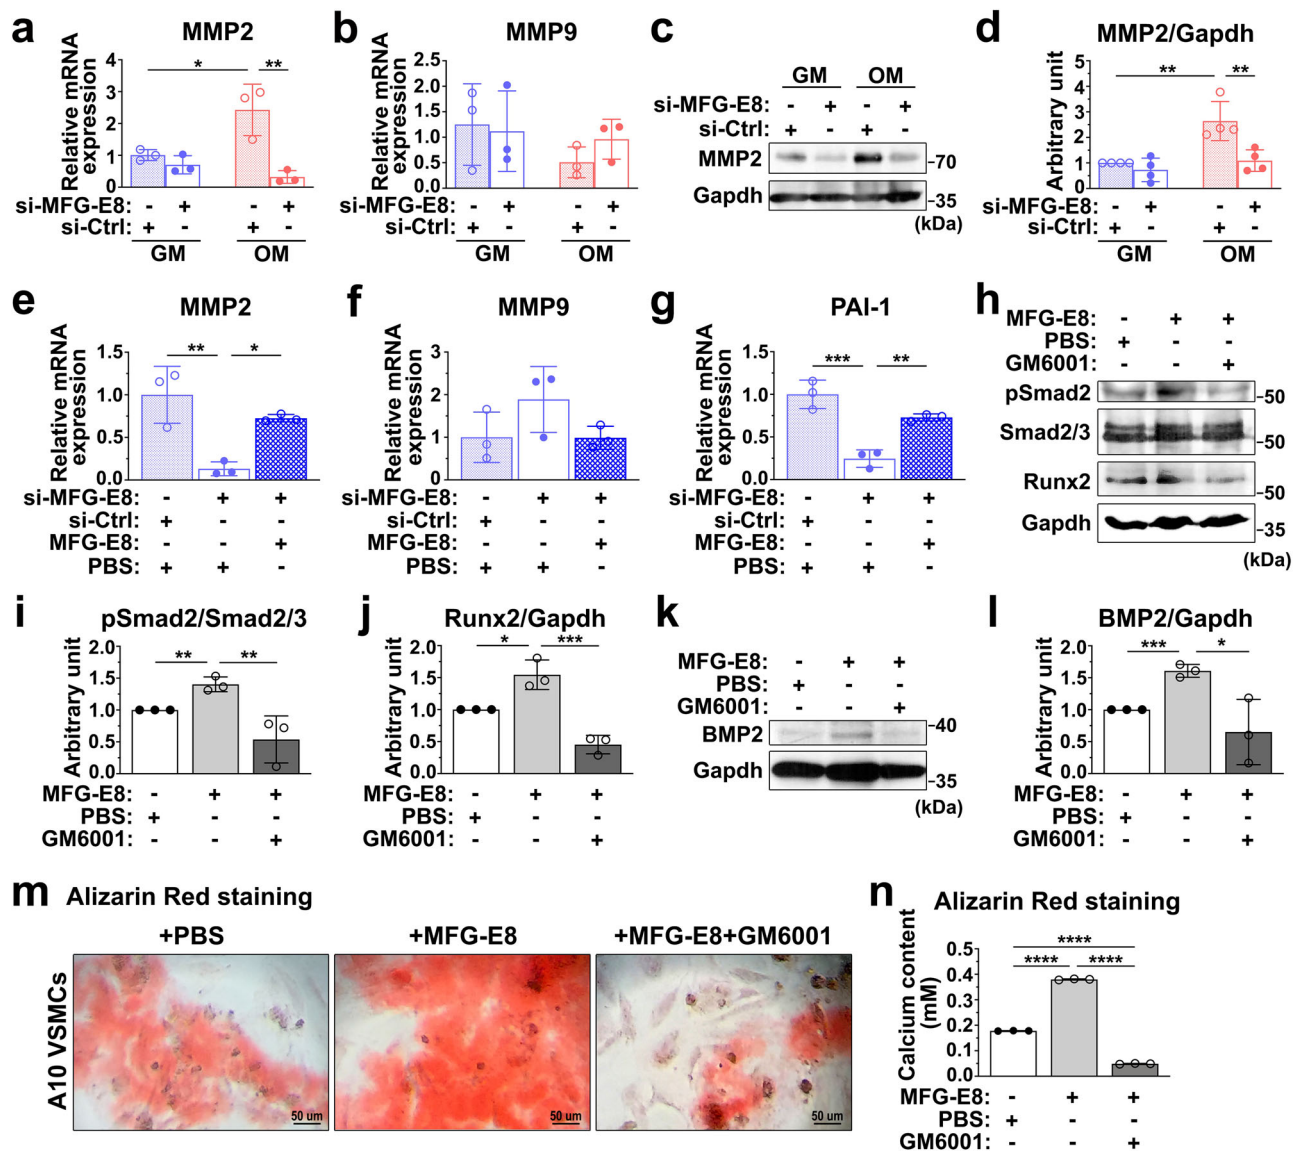 a
MMP2
Relative mRNA
expression
4
3
2
1
0
*
**
si-MFG-E8: - + - +
si-Ctrl: + - + -
GM OM
b
MMP9
Relative mRNA
expression
2.5
2.0
1.5
1.0
0.5
0.0
si-MFG-E8: - + - +
si-Ctrl: + - + -
GM OM
c
GM OM
si-MFG-E8: - + - +
si-Ctrl: + - + -
MMP2 -70
Gapdh -35
(kDa)
d
MMP2/Gapdh
Arbitrary unit
5
4
3
2
1
0
**
**
si-MFG-E8: - + - +
si-Ctrl: + - + -
GM OM
e
MMP2
Relative mRNA
expression
1.5
1.0
0.5
0.0
**
*
si-MFG-E8: - + +
si-Ctrl: + - -
MFG-E8: - - +
PBS: + + -
f
MMP9
Relative mRNA
expression
3
2
1
0
si-MFG-E8: - + +
si-Ctrl: + - -
MFG-E8: - - +
PBS: + + -
g
PAI-1
Relative mRNA
expression
1.5
1.0
0.5
0.0
***
**
si-MFG-E8: - + +
si-Ctrl: + - -
MFG-E8: - - +
PBS: + + -
h
MFG-E8: - + +
PBS: + - -
GM6001: - - +
pSmad2 -50
Smad2/3 -50
Runx2 -50
Gapdh -35
(kDa)
i
pSmad2/Smad2/3
Arbitrary unit
2.0
1.5
1.0
0.5
0.0
**
**
MFG-E8: - + +
PBS: + - -
GM6001: - - +
j
Runx2/Gapdh
Arbitrary unit
2.0
1.5
1.0
0.5
0.0
*
***
MFG-E8: - + +
PBS: + - -
GM6001: - - +
k
MFG-E8: - + +
PBS: + - -
GM6001: - - +
BMP2 -40
Gapdh -35
(kDa)
l
BMP2/Gapdh
Arbitrary unit
2.0
1.5
1.0
0.5
0.0
***
*
MFG-E8: - + +
PBS: + - -
GM6001: - - +
m
Alizarin Red staining
+PBS
+MFG-E8
+MFG-E8+GM6001
A10 VSMCs
50 um
50 um
50 um
n
Alizarin Red staining
Calcium content
(mM)
0.5
0.4
0.3
0.2
0.1
0.0
****
**** ****
MFG-E8: - + +
PBS: + - -
GM6001: - - +